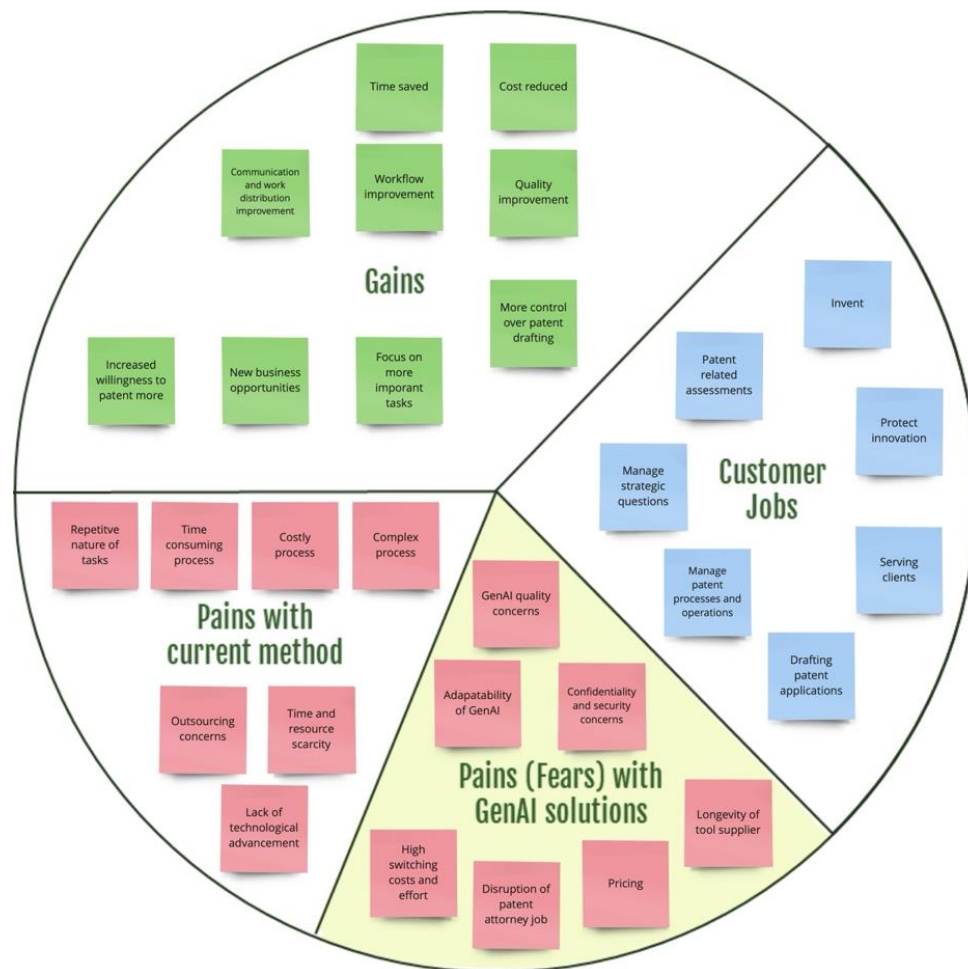 Time saved
Cost reduced
Communication
and work
distribution
improvement
Workflow
improvement
Quality
improvement
Gains
More control
over patent
drafting
Increased
willingness to
patent more
New business
opportunities
Focus on
more
imporant
tasks
Invent
Patent
related
assessments
Protect
innovation
Manage
strategic
questions
Customer
Jobs
Manage
patent
processes and
operations
Serving
clients
Drafting
patent
applications
Repetitve
nature of
tasks
Time
consuming
process
Costly
process
Complex
process
Pains with
current method
Outsourcing
concerns
Time and
resource
scarcity
Lack of
technological
advancement
GenAI quality
concerns
Adapatability
of GenAI
Confidentiality
and security
concerns
Pains (Fears) with
GenAI solutions
Longevity of
tool supplier
High
switching
costs and
effort
Disruption of
patent
attorney job
Pricing